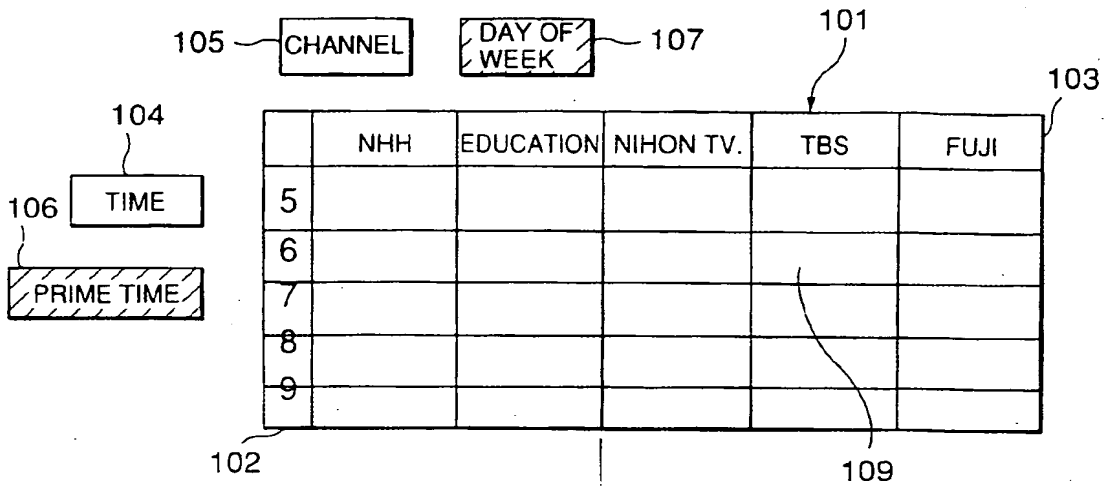 105
CHANNEL
DAY OF
WEEK
107
101
103
104
TIME
106
PRIME TIME
NHH EDUCATION NIHON TV. TBS FUJI
5
6
7
8
9
102
109